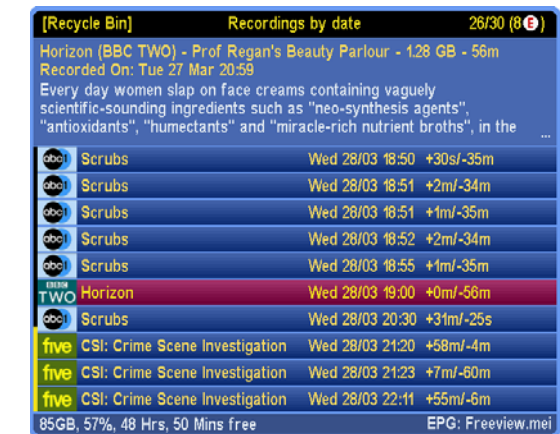 [Recycle Bin] Recordings by date 26/30 (8E)
Horizon (BBC TWO) - Prof Regan's Beauty Parlour - 1.28 GB - 56m
Recorded On: Tue 27 Mar 20:59
Every day women slap on face creams containing vaguely
scientific-sounding ingredients such as "neo-synthesis agents",
"antioxidants", "humectants" and "miracle-rich nutrient broths", in the
...
abc1 Scrubs Wed 28/03 18:50 +30s/-35m
abc1 Scrubs Wed 28/03 18:51 +2m/-34m
abc1 Scrubs Wed 28/03 18:51 +1m/-35m
abc1 Scrubs Wed 28/03 18:52 +2m/-34m
abc1 Scrubs Wed 28/03 18:55 +1m/-35m
BBC TWO Horizon Wed 28/03 19:00 +0m/-56m
abc1 Scrubs Wed 28/03 20:30 +31m/-25s
five CSI: Crime Scene Investigation Wed 28/03 21:20 +58m/-4m
five CSI: Crime Scene Investigation Wed 28/03 21:23 +7m/-60m
five CSI: Crime Scene Investigation Wed 28/03 22:11 +55m/-6m
85GB, 57%, 48 Hrs, 50 Mins free EPG: Freeview.mei